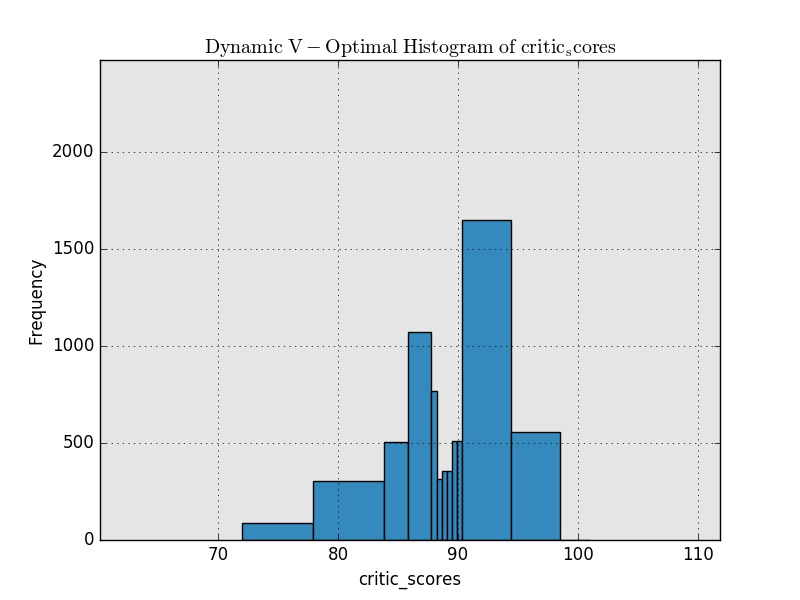 Dynamic V − Optimal Histogram of critic_scores
2000
1500
1000
500
0
Frequency
70 80 90 100 110
critic_scores